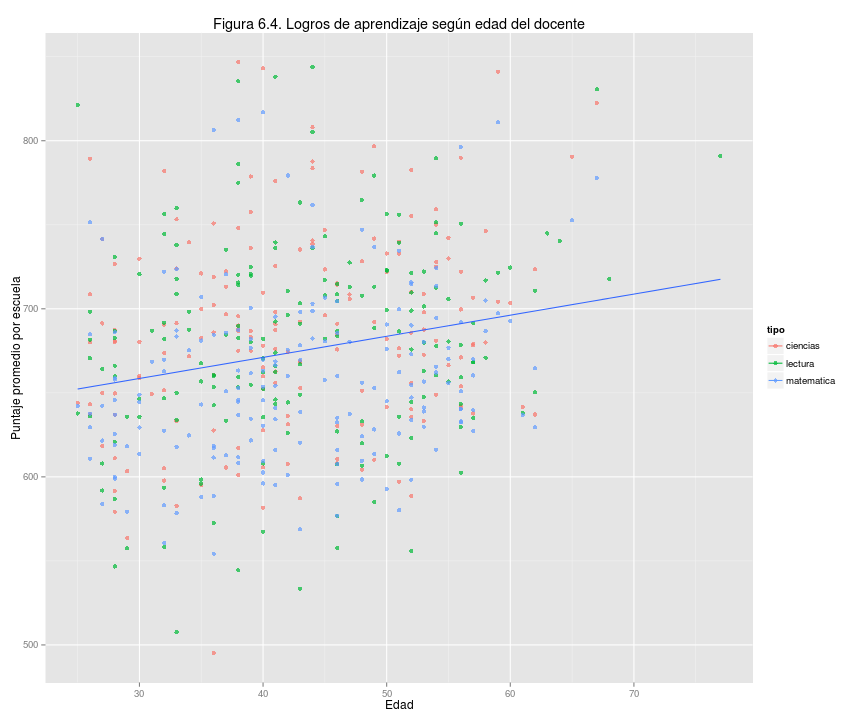 Figura 6.4. Logros de aprendizaje según edad del docente
Puntaje promedio por escuela
800
700
600
500
30 40 50 60 70
Edad
tipo
ciencias
lectura
matematica